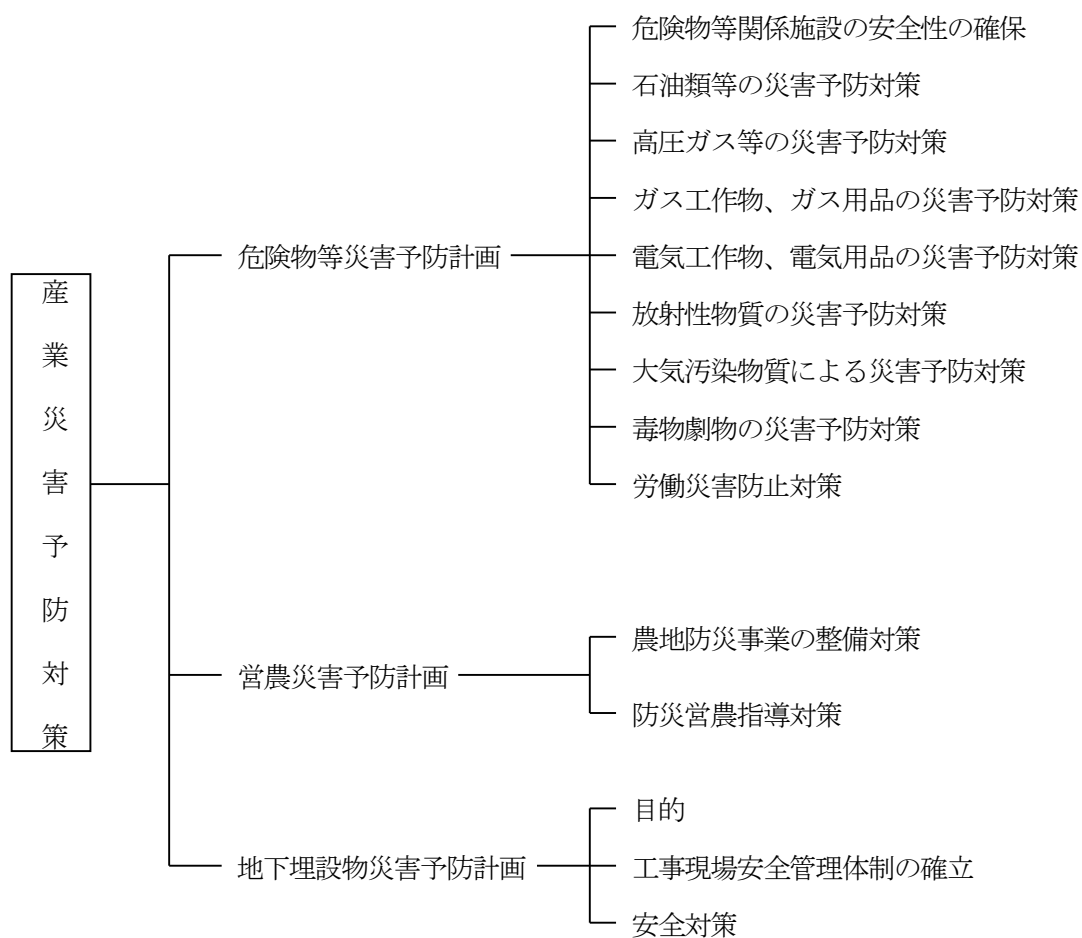 産業災害予防対策
危険物等災害予防計画
危険物等関係施設の安全性の確保
石油類等の災害予防対策
高圧ガス等の災害予防対策
ガス工作物、ガス用品の災害予防対策
電気工作物、電気用品の災害予防対策
放射性物質の災害予防対策
大気汚染物質による災害予防対策
毒物劇物の災害予防対策
労働災害防止対策
営農災害予防計画
農地防災事業の整備対策
防災営農指導対策
地下埋設物災害予防計画
目的
工事現場安全管理体制の確立
安全対策